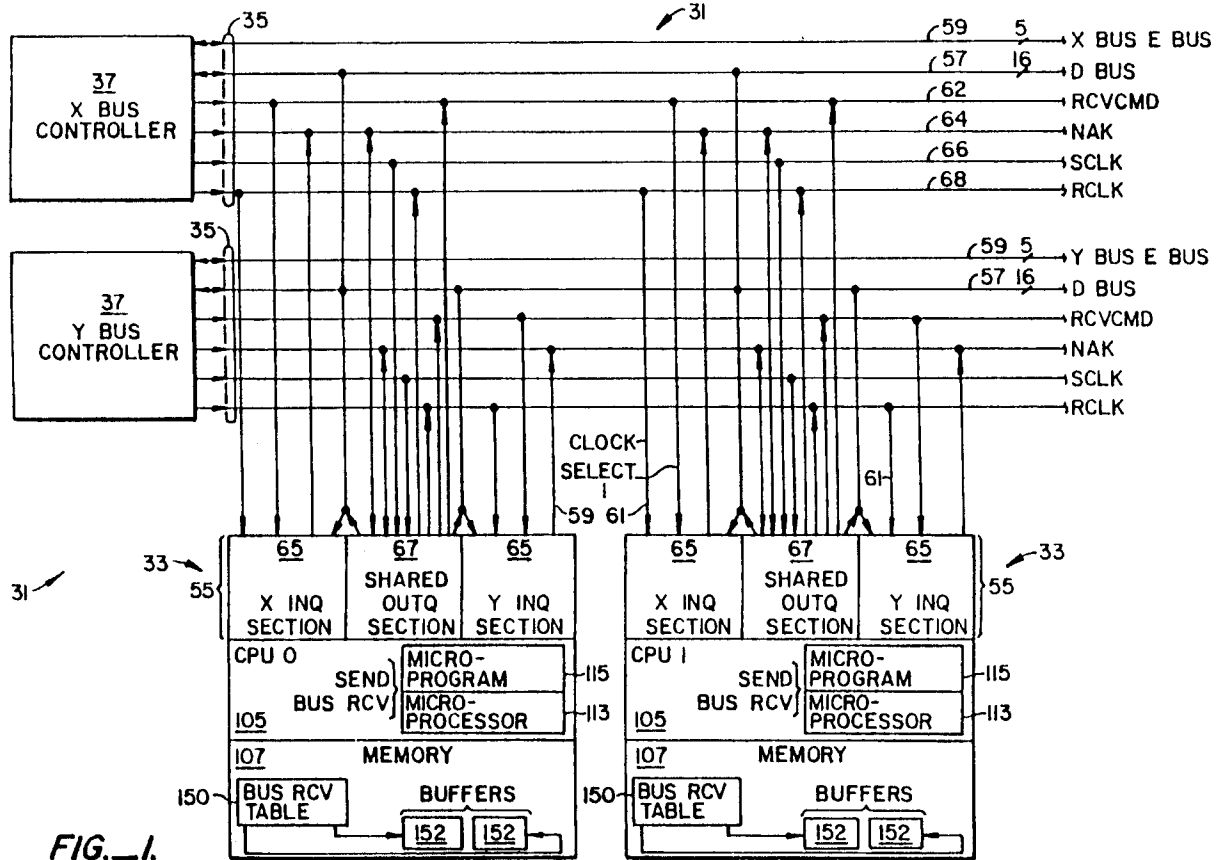 35
31
37
X BUS
CONTROLLER
59 5 X BUS E BUS
57 16 D BUS
62 RCVCMD
64 NAK
66 SCLK
68 RCLK
35
37
Y BUS
CONTROLLER
59 5 Y BUS E BUS
57 16 D BUS
RCVCMD
NAK
SCLK
RCLK
CLOCK
SELECT
59 61
61
31
33
55
65
X INQ
SECTION
67
SHARED
OUTQ
SECTION
65
Y INQ
SECTION
CPU 0
SEND
BUS RCV
MICRO-
PROGRAM
115
MICRO-
PROCESSOR
113
105
107
MEMORY
150
BUS RCV
TABLE
BUFFERS
152
152
33
55
65
X INQ
SECTION
67
SHARED
OUTQ
SECTION
65
Y INQ
SECTION
CPU 1
SEND
BUS RCV
MICRO-
PROGRAM
115
MICRO-
PROCESSOR
113
105
107
MEMORY
150
BUS RCV
TABLE
BUFFERS
152
152
FIG._1.